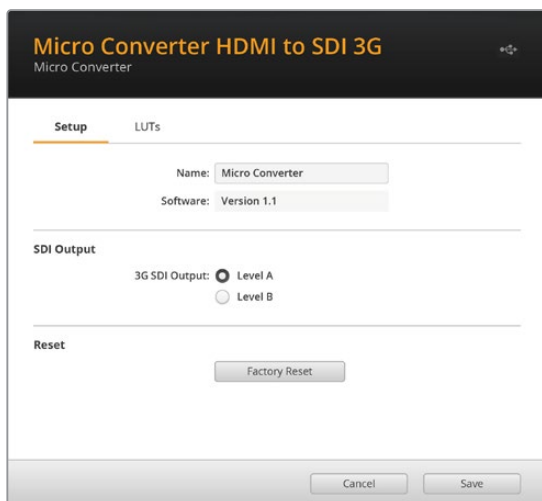 Micro Converter HDMI to SDI 3G
Micro Converter
Setup LUTs
Name: Micro Converter
Software: Version 1.1
SDI Output
3G SDI Output: Level A
Level B
Reset
Factory Reset
Cancel Save